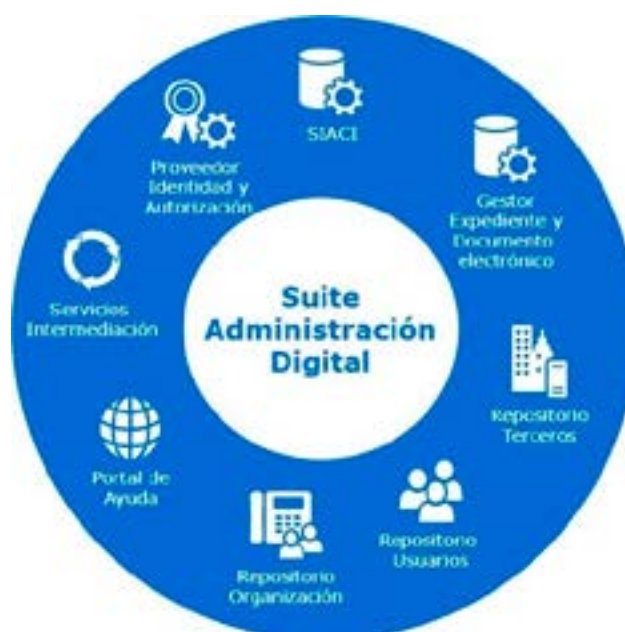 SIACI
Proveedor
Identidad y
Autorización
Gestor
Expediente y
Documento
electrónico
Servicios
Intermediación
Suite
Administración
Digital
Repositorio
Terceros
Portal de
Ayuda
Repositorio
Usuarios
Repositorio
Organización